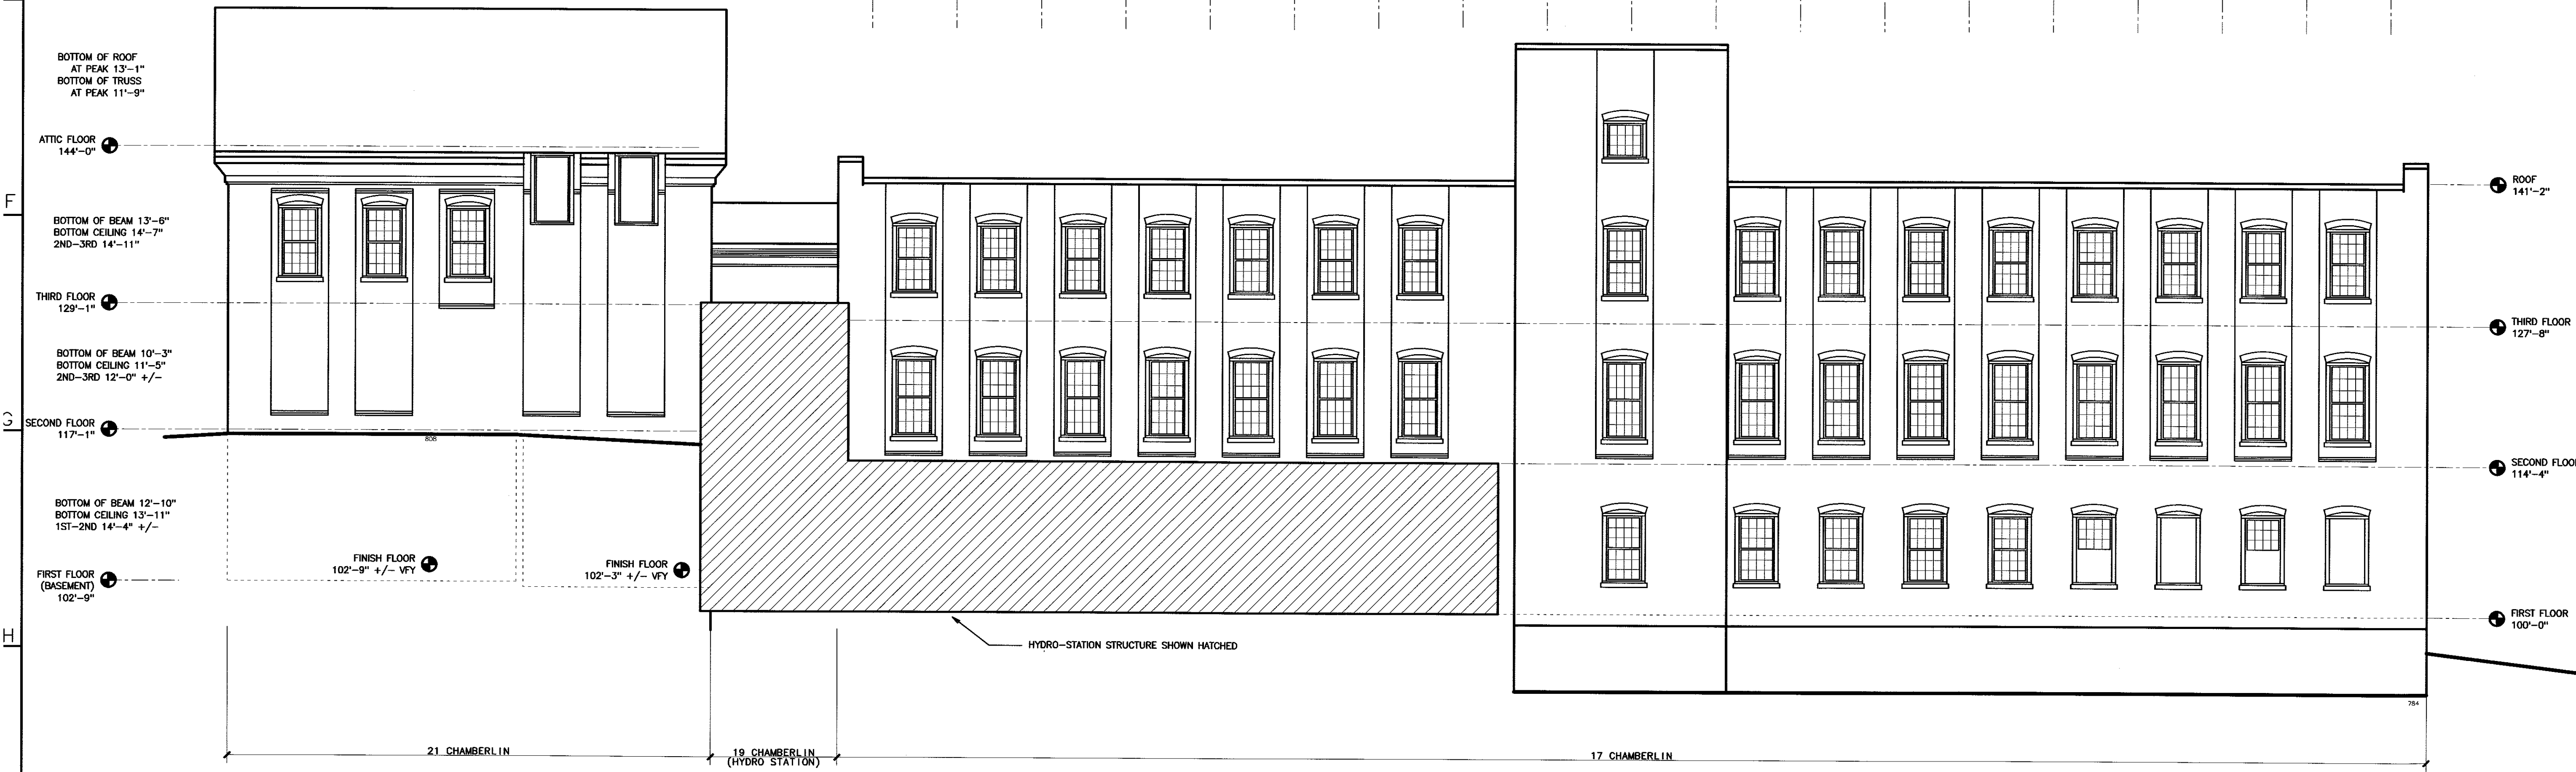 BOTTOM OF ROOF
AT PEAK 13'-1"
BOTTOM OF TRUSS
AT PEAK 11'-9"
ATTIC FLOOR
144'-0"
F
BOTTOM OF BEAM 13'-6"
BOTTOM CEILING 14'-7"
2ND-3RD 14'-11"
THIRD FLOOR
129'-1"
BOTTOM OF BEAM 10'-3"
BOTTOM CEILING 11'-5"
2ND-3RD 12'-0" +/-
SECOND FLOOR
117'-1"
808
BOTTOM OF BEAM 12'-10"
BOTTOM CEILING 13'-11"
1ST-2ND 14'-4" +/-
FIRST FLOOR
(BASEMENT)
102'-9"
H
FINISH FLOOR
102'-9" +/- VFY
FINISH FLOOR
102'-3" +/- VFY
HYDRO-STATION STRUCTURE SHOWN HATCHED
ROOF
141'-2"
THIRD FLOOR
127'-8"
SECOND FLOOR
114'-4"
FIRST FLOOR
100'-0"
784
21 CHAMBERLIN
19 CHAMBERLIN
(HYDRO STATION)
17 CHAMBERLIN